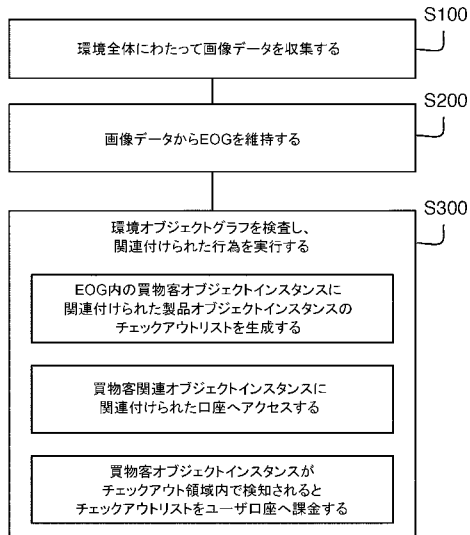 S100
環境全体にわたって画像データを収集する
S200
画像データからEOGを維持する
S300
環境オブジェクトグラフを検査し、
関連付けられた行為を実行する
EOG内の買物客オブジェクトインスタンスに
関連付けられた製品オブジェクトインスタンスの
チェックアウトリストを生成する
買物客関連オブジェクトインスタンスに
関連付けられた口座へアクセスする
買物客オブジェクトインスタンスが
チェックアウト領域内で検知されると
チェックアウトリストをユーザ口座へ課金する